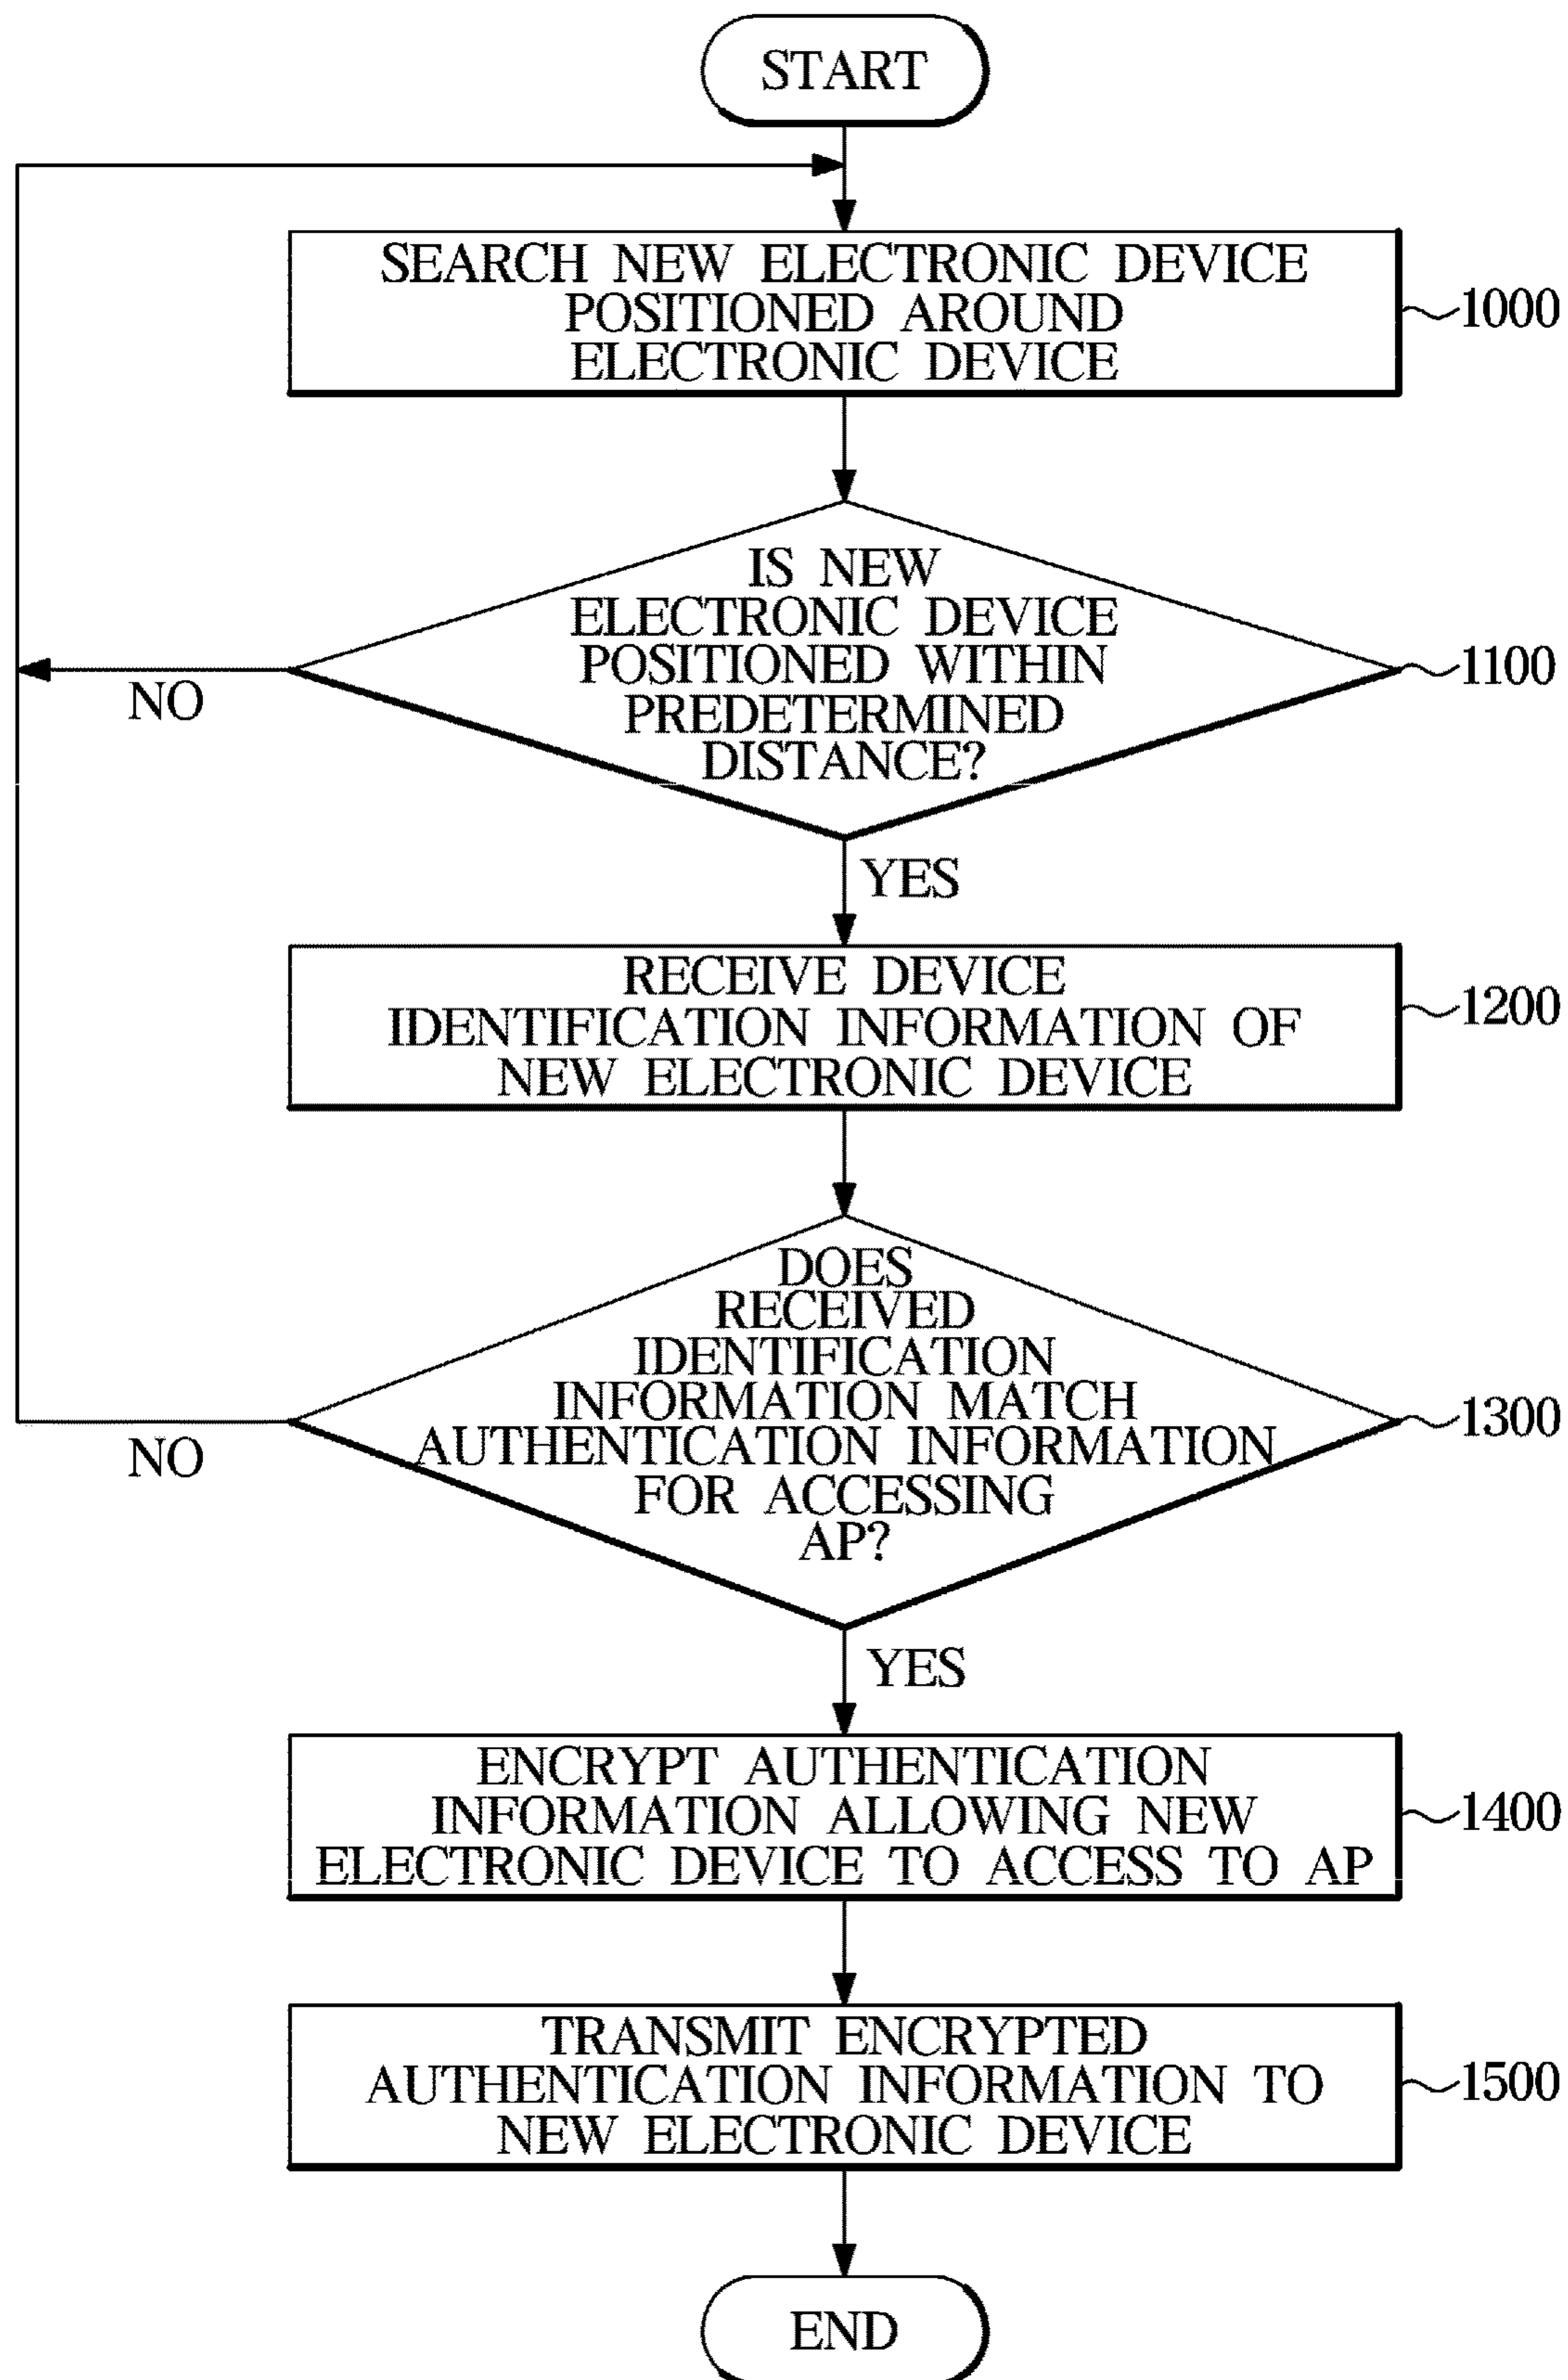 START
SEARCH NEW ELECTRONIC DEVICE
POSITIONED AROUND
ELECTRONIC DEVICE
1000
IS NEW
ELECTRONIC DEVICE
POSITIONED WITHIN
PREDETERMINED
DISTANCE?
1100
NO
YES
RECEIVE DEVICE
IDENTIFICATION INFORMATION OF
NEW ELECTRONIC DEVICE
1200
DOES
RECEIVED
IDENTIFICATION
INFORMATION MATCH
AUTHENTICATION INFORMATION
FOR ACCESSING
AP?
1300
NO
YES
ENCRYPT AUTHENTICATION
INFORMATION ALLOWING NEW
ELECTRONIC DEVICE TO ACCESS TO AP
1400
TRANSMIT ENCRYPTED
AUTHENTICATION INFORMATION TO
NEW ELECTRONIC DEVICE
1500
END